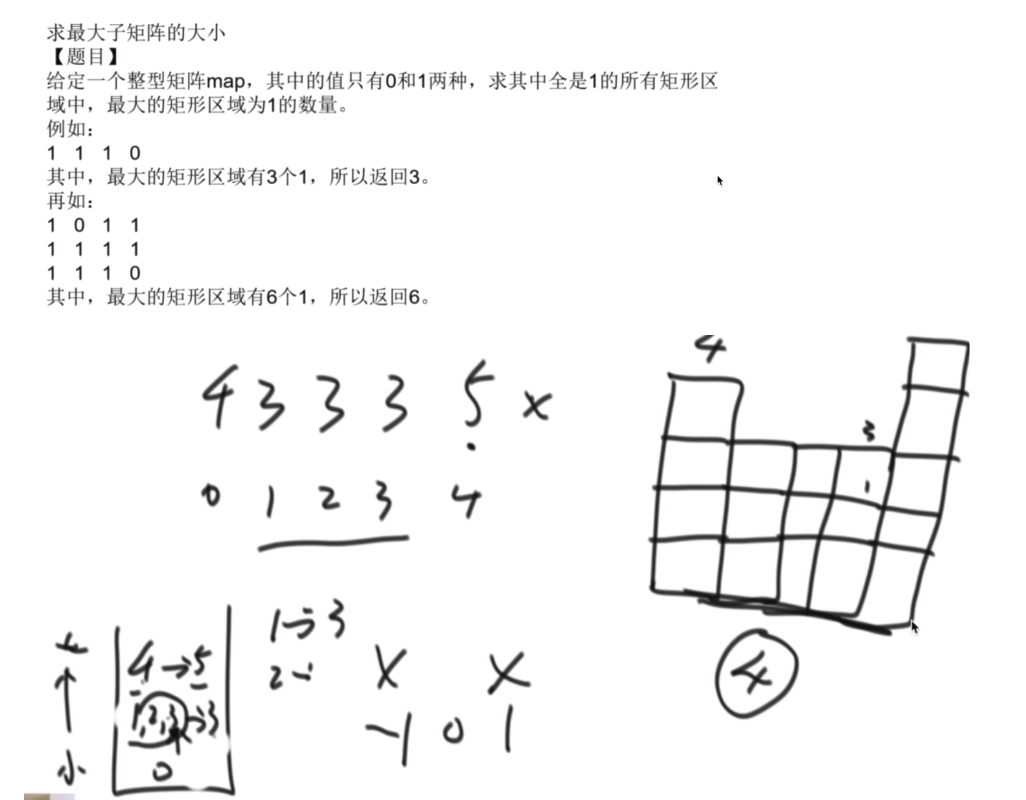 求最大子矩阵的大小
【题目】
给定一个整型矩阵map，其中的值只有0和1两种，求其中全是1的所有矩形区
域中，最大的矩形区域为1的数量。
例如：
1 1 1 0
其中，最大的矩形区域有3个1，所以返回3。
再如：
1 0 1 1
1 1 1 1
1 1 1 0
其中，最大的矩形区域有6个1，所以返回6。
4
4 3 3 3 5 x
3
0 1 2 3 4
1
1→3
4→5
2→
1,2,3→3
小
0
-1 0 1
4